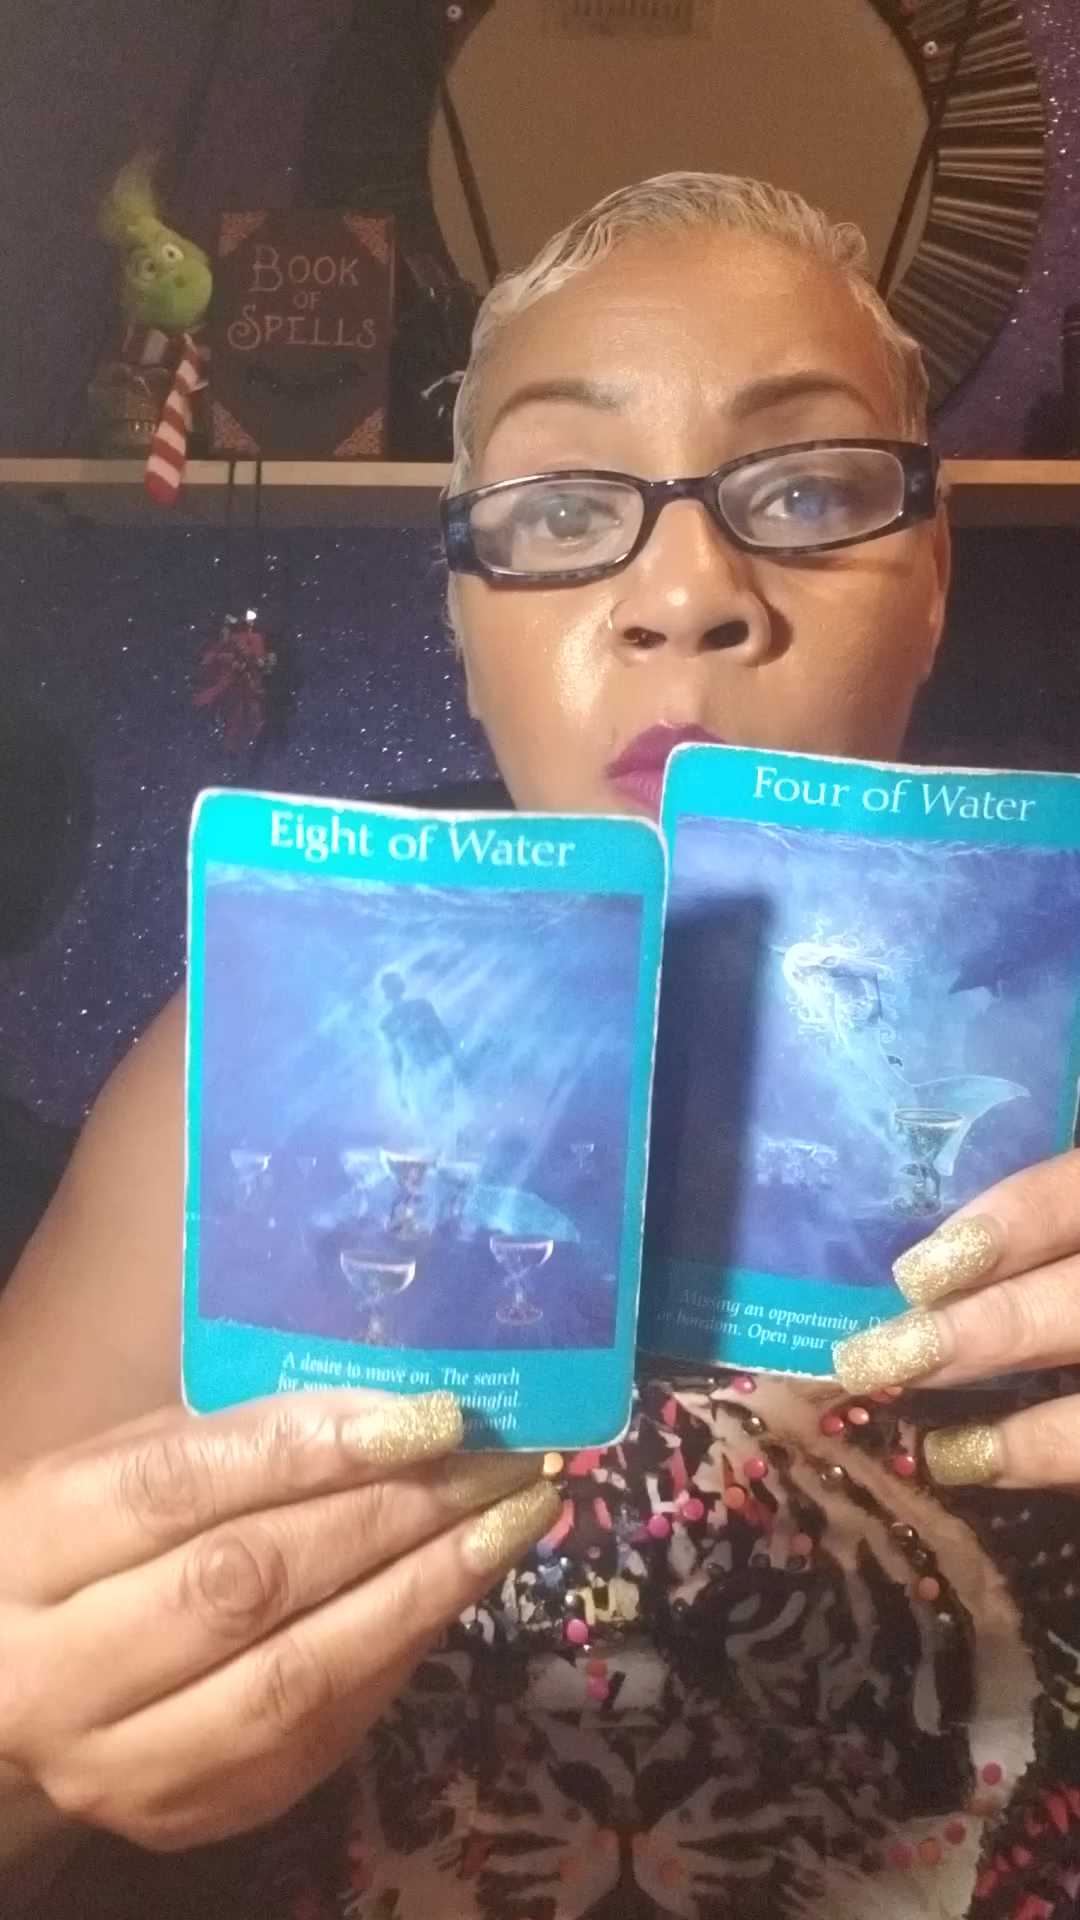 BOOK
OF
SPELLS
Eight of Water
Four of Water
A desire to move on. The search
for
Missing an opportunity.
or boredom. Open your